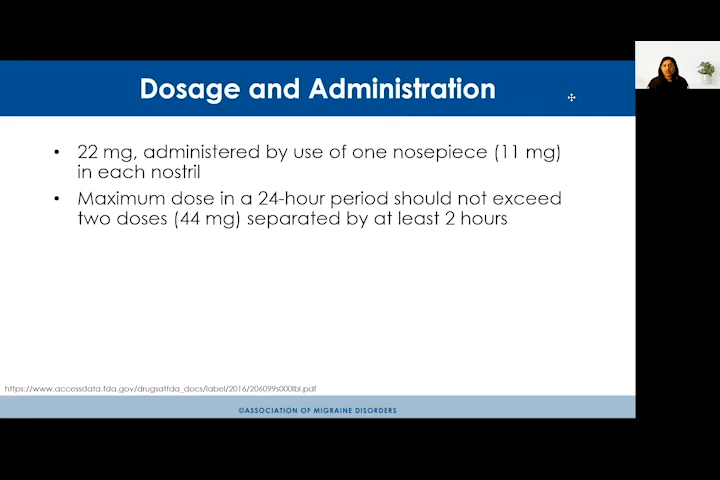 Dosage and Administration
• 22 mg, administered by use of one nosepiece (11 mg)
in each nostril
• Maximum dose in a 24-hour period should not exceed
two doses (44 mg) separated by at least 2 hours
https://www.accessdata.fda.gov/drugsatfda_docs/label/2016/206099s000lbl.pdf
©ASSOCIATION OF MIGRAINE DISORDERS